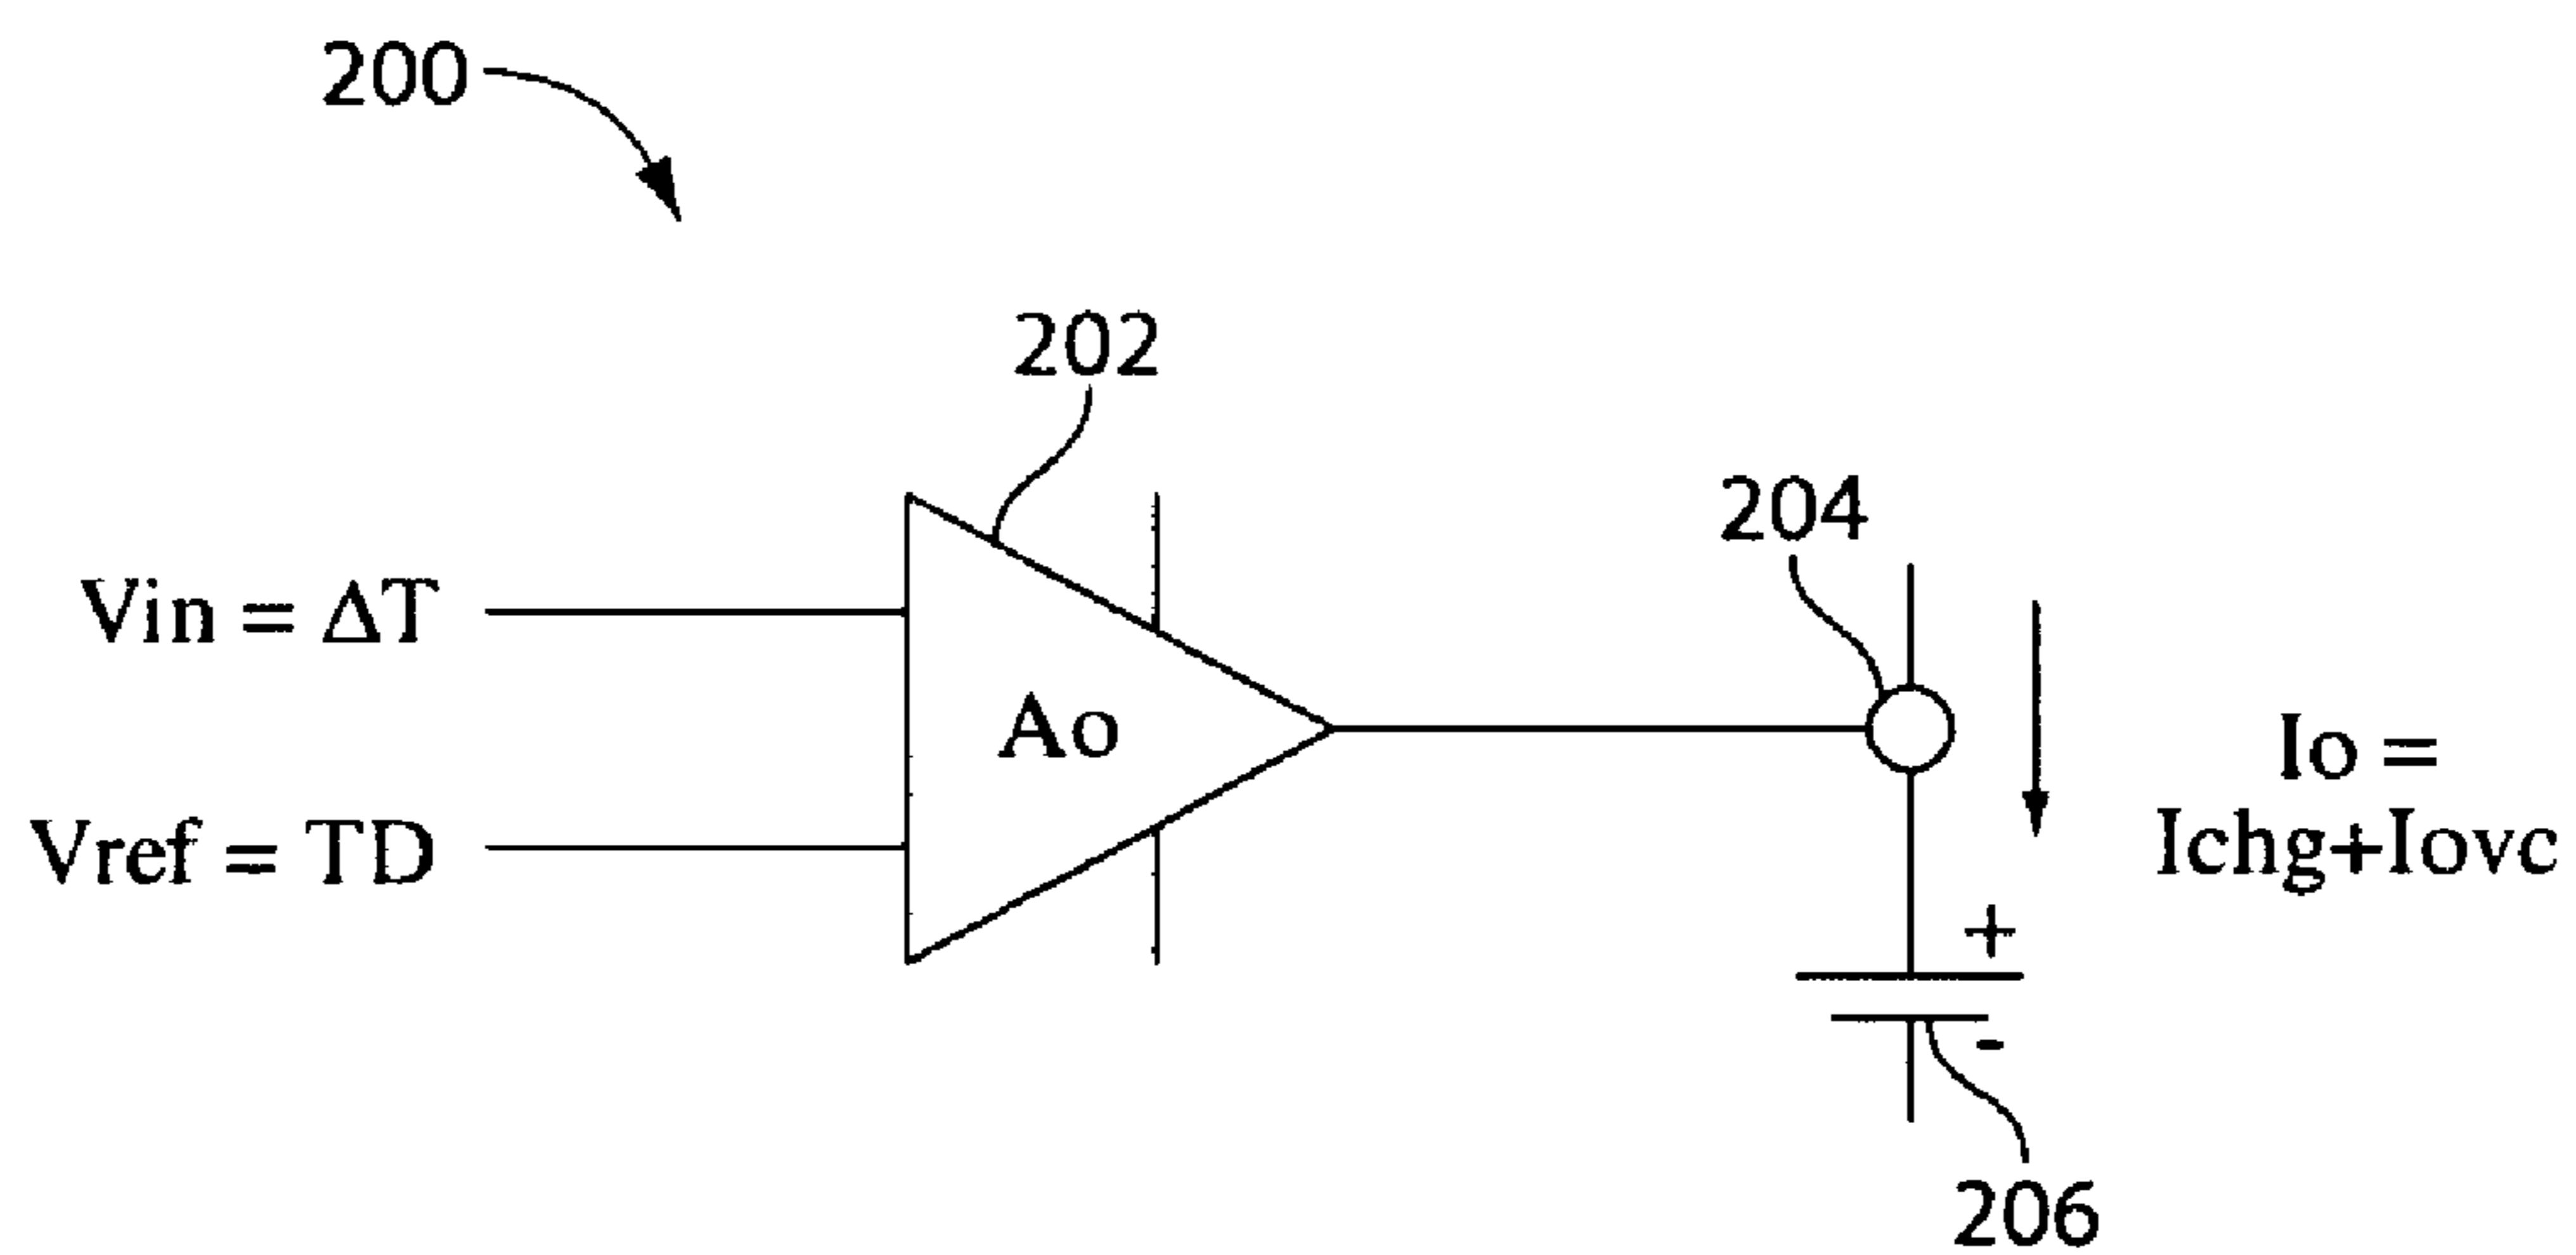 200
202
204
Vin = ΔT
Ao
Vref = TD
Io =
Ichg+Iovc
+
-
206